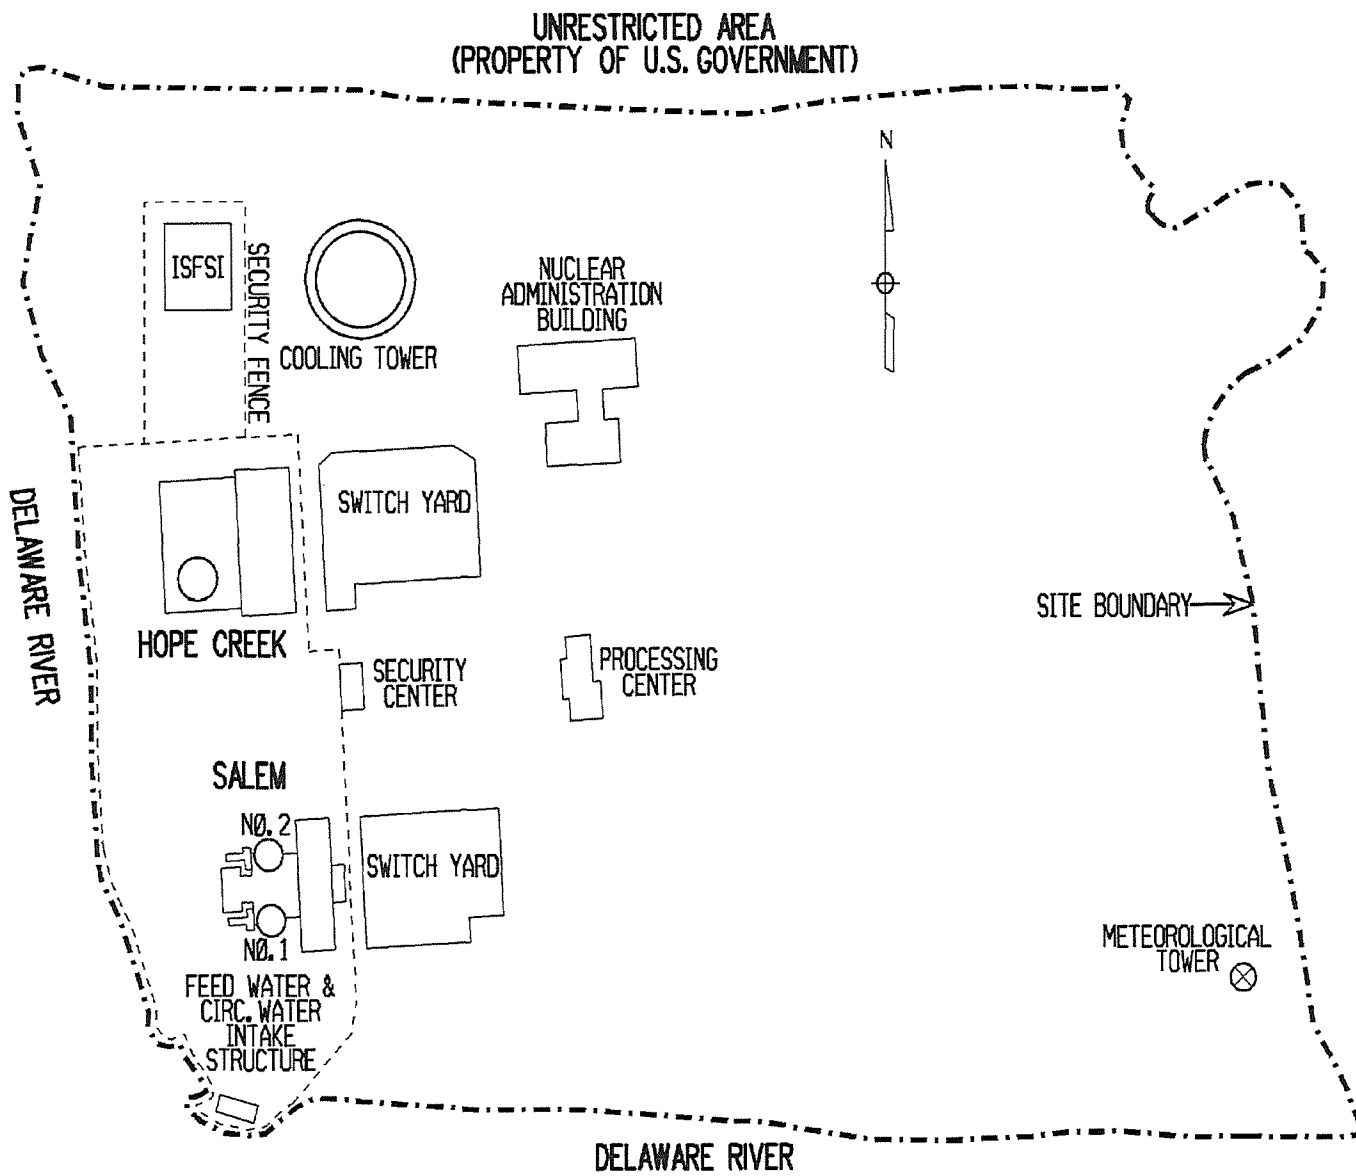 UNRESTRICTED AREA
(PROPERTY OF U.S. GOVERNMENT)
N
ISFSI
SECURITY FENCE
COOLING TOWER
NUCLEAR
ADMINISTRATION
BUILDING
SWITCH YARD
DELAWARE RIVER
HOPE CREEK
SITE BOUNDARY
SECURITY
CENTER
PROCESSING
CENTER
SALEM
NØ. 2
SWITCH YARD
NØ. 1
METEOROLOGICAL
TOWER
FEED WATER &
CIRC. WATER
INTAKE
STRUCTURE
DELAWARE RIVER